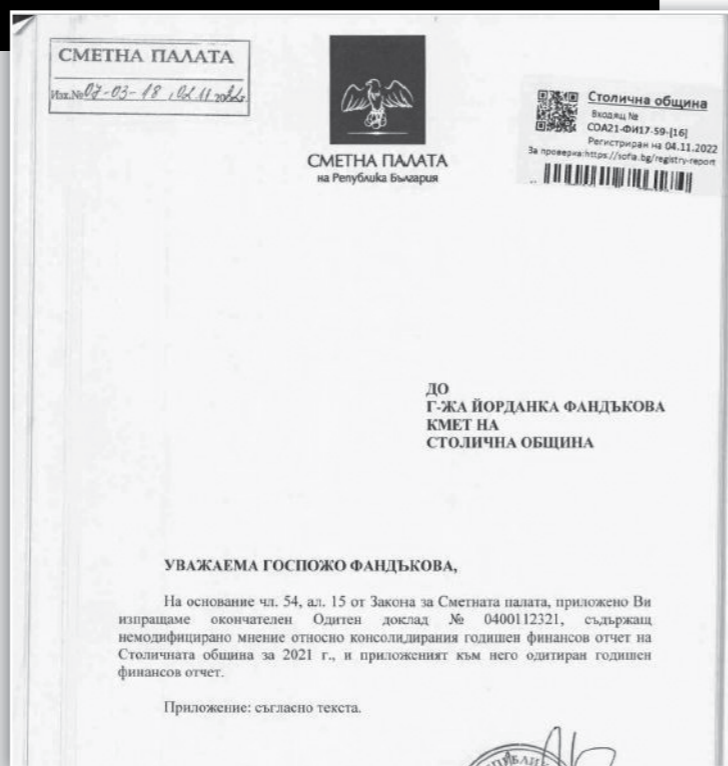 СМЕТНА ПАЛАТА
Изх.№ 07-03-18
СМЕТНА ПАЛАТА
на Република България
Столична община
Входящ №
СОА21-ФИ17-59-[16]
Регистриран на 04.11.2022
За проверка:https://sofia.bg/registry-report
ДО
Г-ЖА ЙОРДАНКА ФАНДЪКОВА
КМЕТ НА
СТОЛИЧНА ОБЩИНА
УВАЖАЕМА ГОСПОЖО ФАНДЪКОВА,
На основание чл. 54, ал. 15 от Закона за Сметната палата, приложено Ви
изпращаме окончателен Одитен доклад № 0400112321, съдържащ
немодифицирано мнение относно консолидирания годишен финансов отчет на
Столичната община за 2021 г., и приложеният към него одитиран годишен
финансов отчет.
Приложение: съгласно текста.